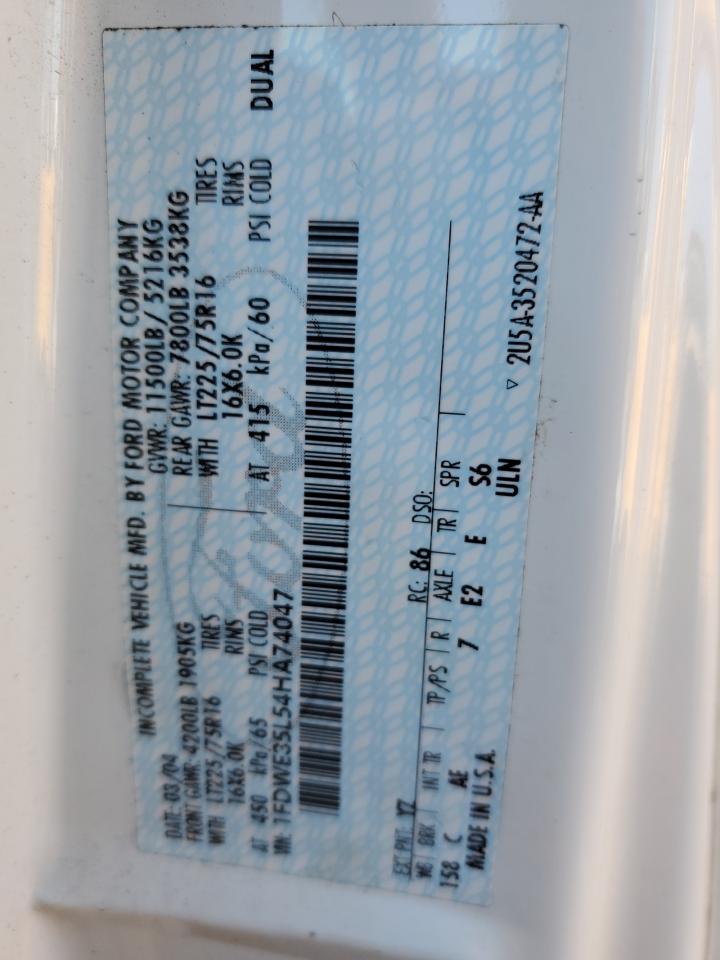 INCOMPLETE VEHICLE MFD. BY FORD MOTOR COMPANY
DATE: 03/04 GVWR: 11500LB / 5216KG
FRONT GAWR: 4200LB 1905KG REAR GAWR: 7800LB 3538KG
WITH LT225/75R16 TIRES WITH LT225/75R16 TIRES
16X6.0K RIMS 16X6.0K RIMS
AT 450 kPa/65 PSI COLD AT 415 kPa/60 PSI COLD DUAL
VIN: 1FDWE35L54HA74047
Ford
EXT PNT: YZ RC: 86 DSO:
WB BRK INT TR TP/PS R AXLE TR SPR
158 C AE 7 E2 E S6
MADE IN U.S.A. ULN
▽ 2U5A-3520472-AA